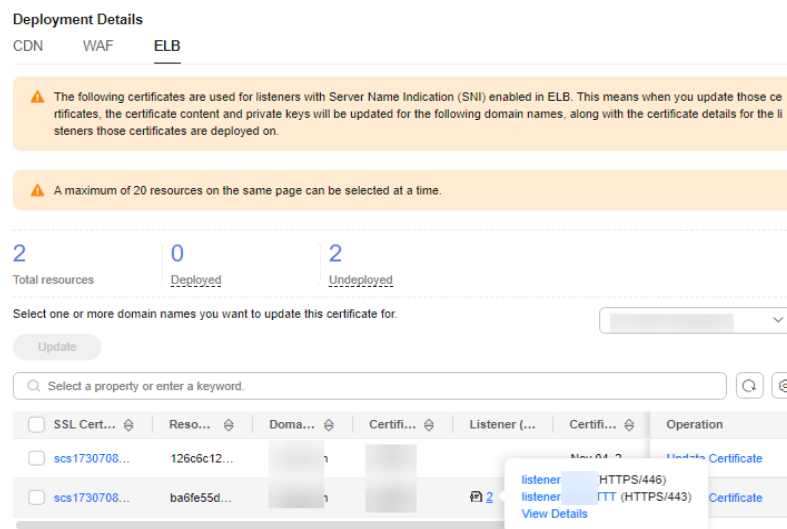 Deployment Details
CDN WAF ELB
The following certificates are used for listeners with Server Name Indication (SNI) enabled in ELB. This means when you update those ce
rtificates, the certificate content and private keys will be updated for the following domain names, along with the certificate details for the li
steners those certificates are deployed on.
A maximum of 20 resources on the same page can be selected at a time.
2 0 2
Total resources Deployed Undeployed
Select one or more domain names you want to update this certificate for.
Update
Select a property or enter a keyword.
SSL Cert... Reso... Doma... Certifi... Listener (... Certifi... Operation
scs1730708... 126c6c12... Update Certificate
listener (HTTPS/446)
scs1730708... ba6fe55d... 2 listener TTT (HTTPS/443) Certificate
View Details